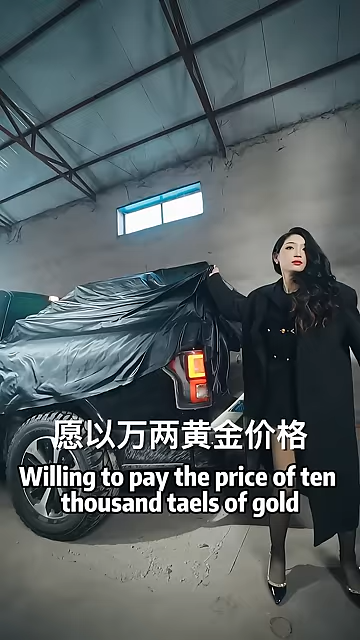 愿以万两黄金价格
Willing to pay the price of ten
thousand taels of gold